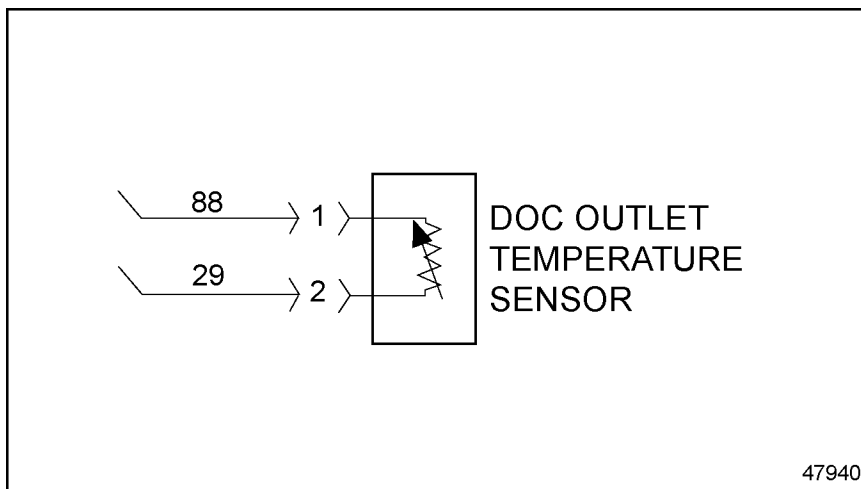 88
1
29
2
DOC OUTLET
TEMPERATURE
SENSOR
47940